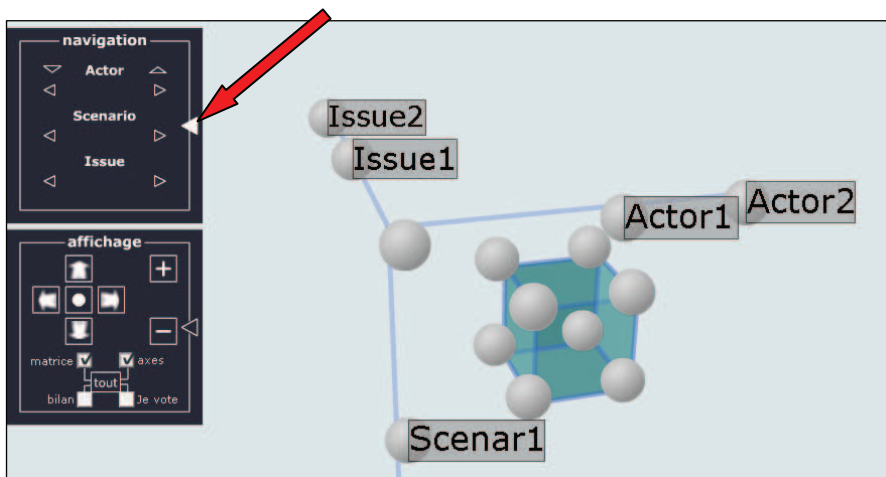 navigation
Actor
Scenario
Issue
affichage
matrice axes
tout
bilan Je vote
Issue2
Issue1
Actor1 Actor2
Scenar1